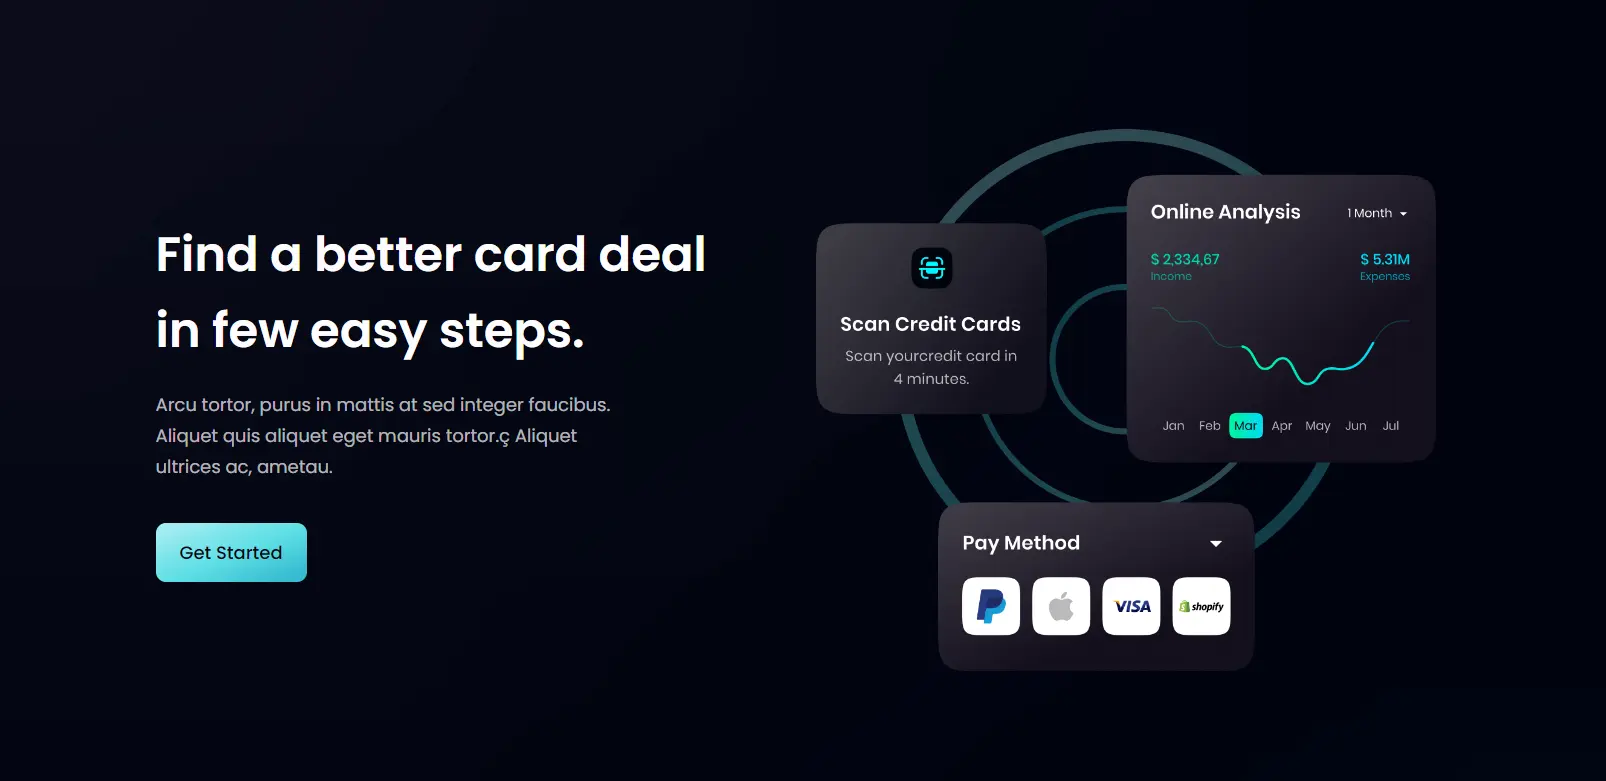 Find a better card deal
in few easy steps.
Arcu tortor, purus in mattis at sed integer faucibus.
Aliquet quis aliquet eget mauris tortor.ç Aliquet
ultrices ac, ametau.
Get Started
Scan Credit Cards
Scan yourcredit card in
4 minutes.
Online Analysis
1 Month
$ 2,334,67
$ 5.31M
Income
Expenses
Jan Feb Mar Apr May Jun Jul
Pay Method
VISA
shopify